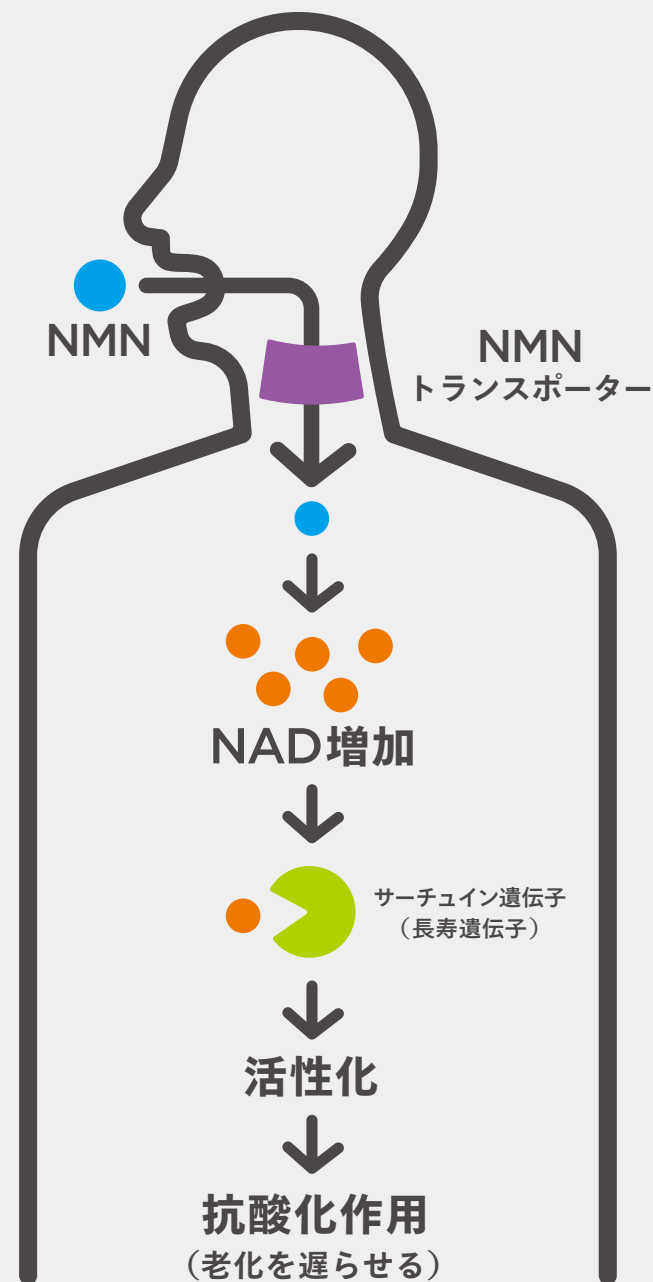 NMN
NMN
トランスポーター
NAD増加
サーチュイン遺伝子
（長寿遺伝子）
活性化
抗酸化作用
（老化を遅らせる）